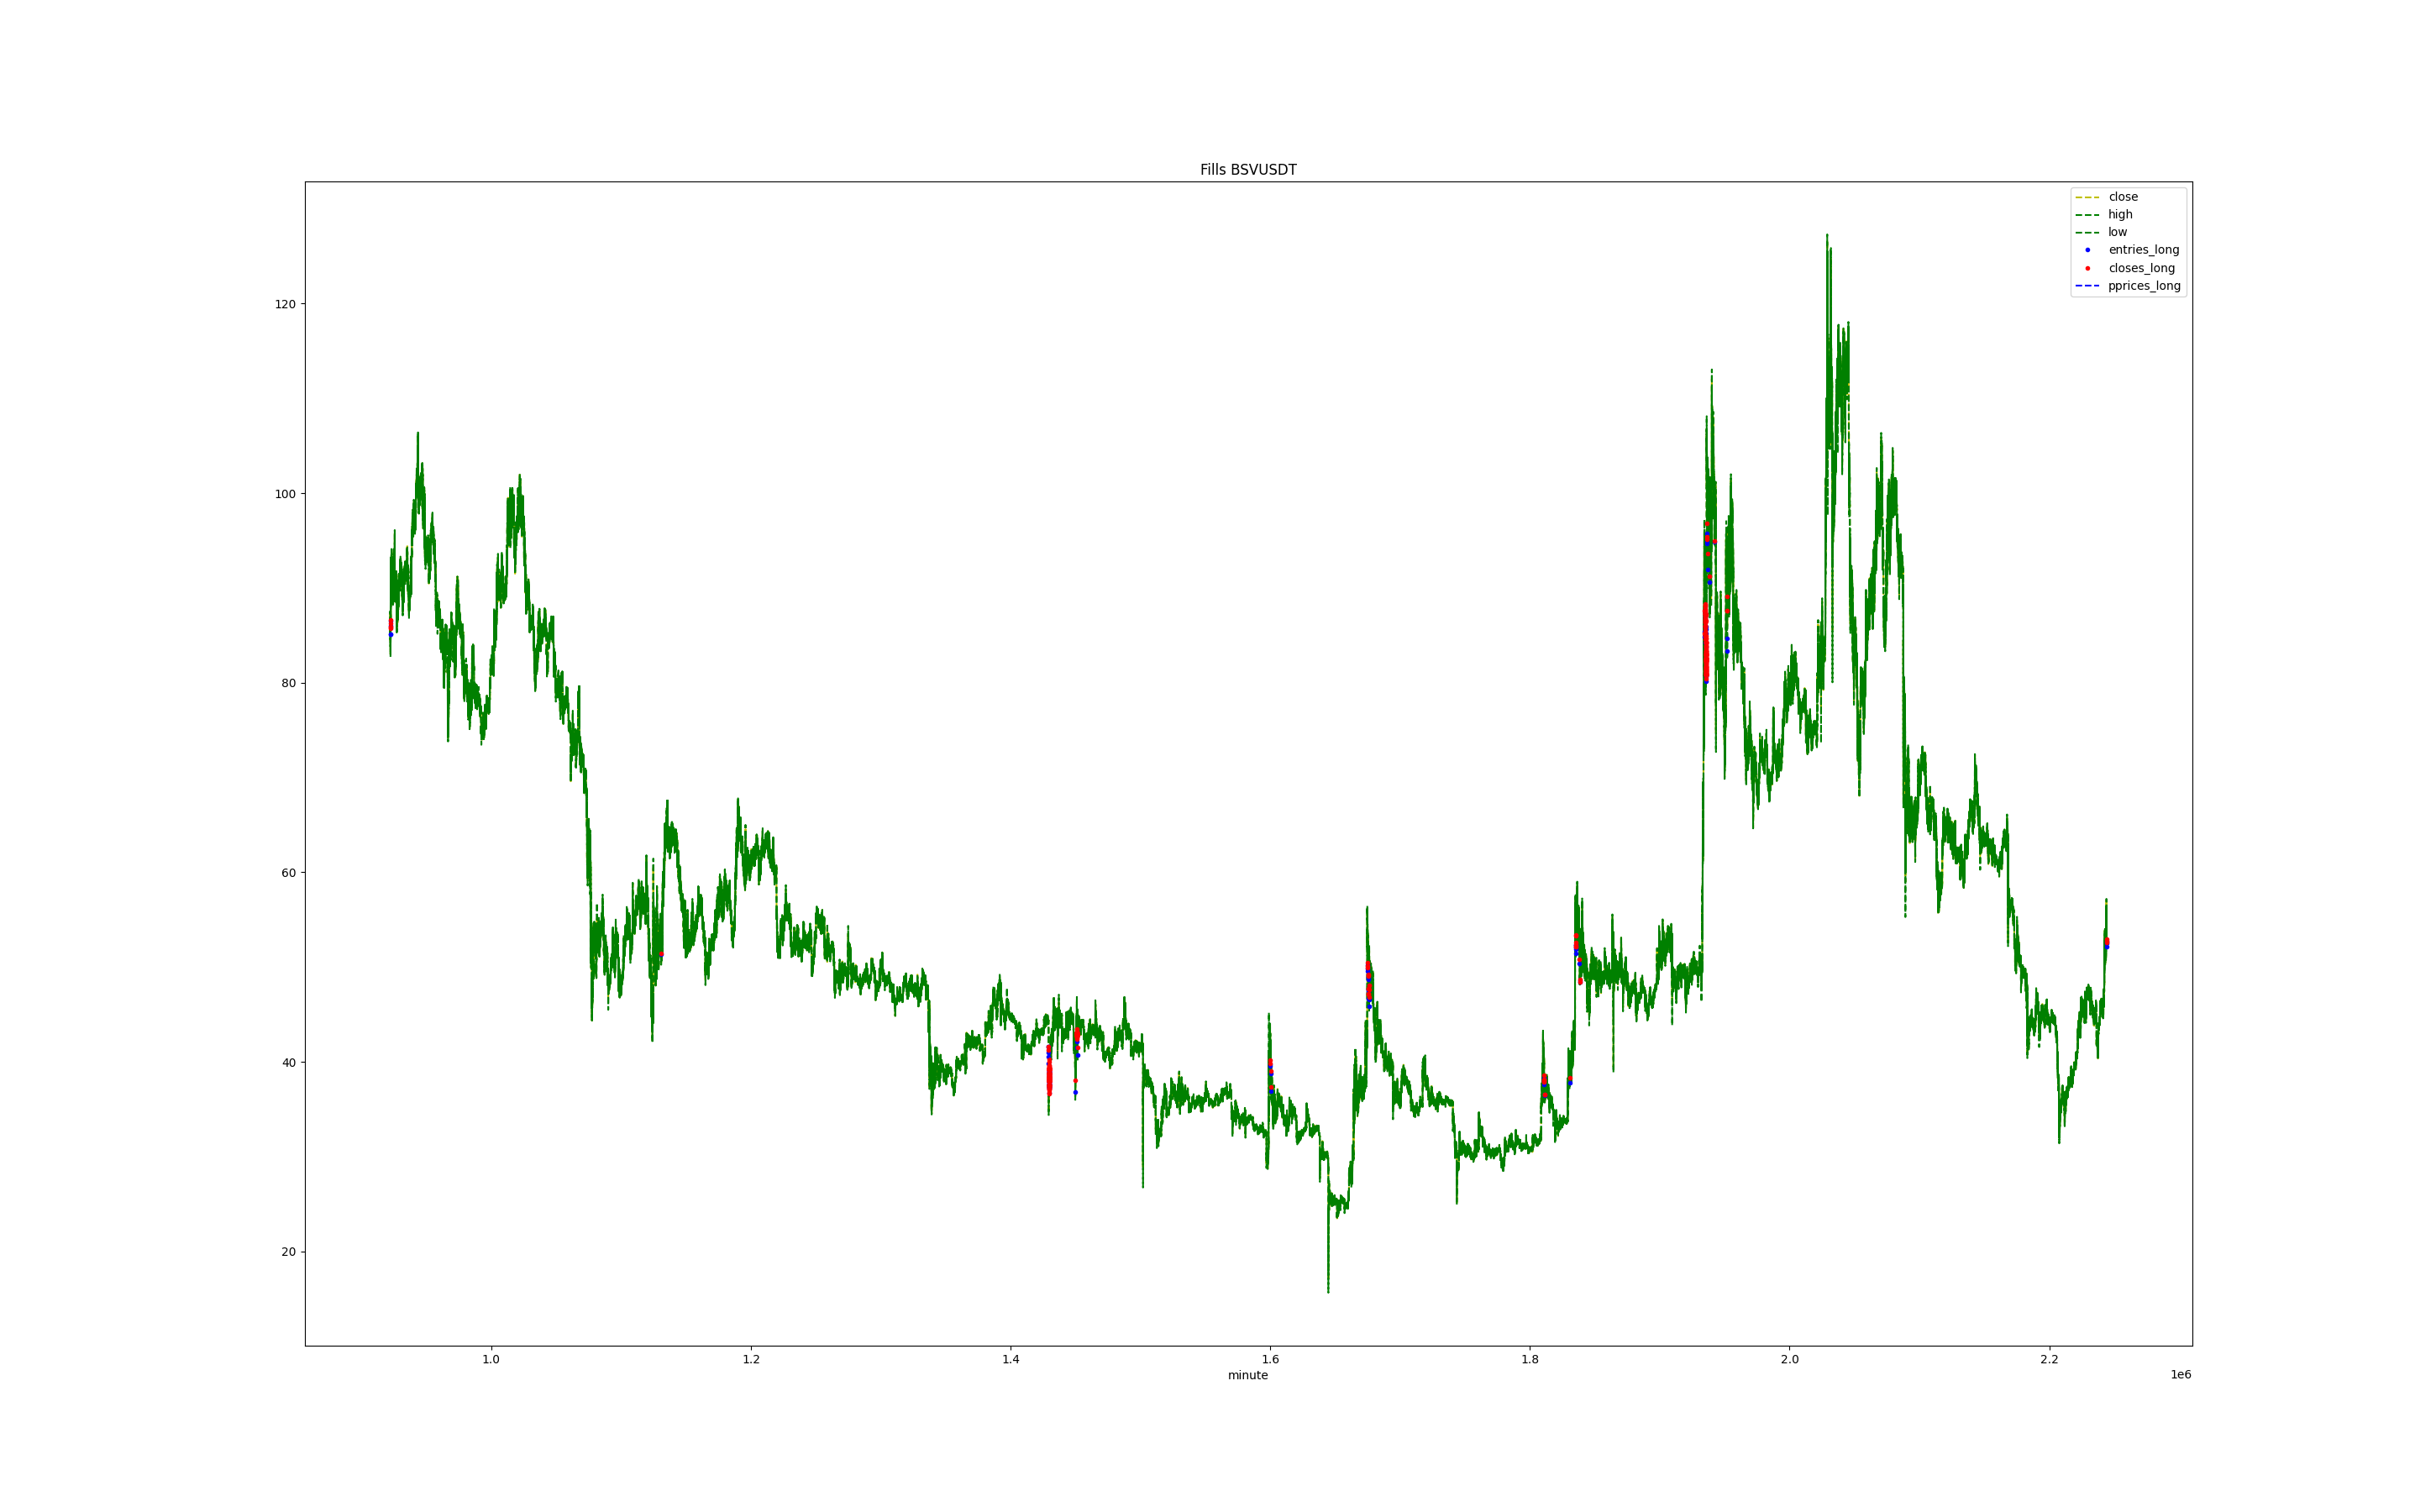 Fills BSVUSDT
close
high
low
entries_long
closes_long
pprices_long
120
100
80
60
40
20
1.0 1.2 1.4 1.6 1.8 2.0 2.2
minute
1e6